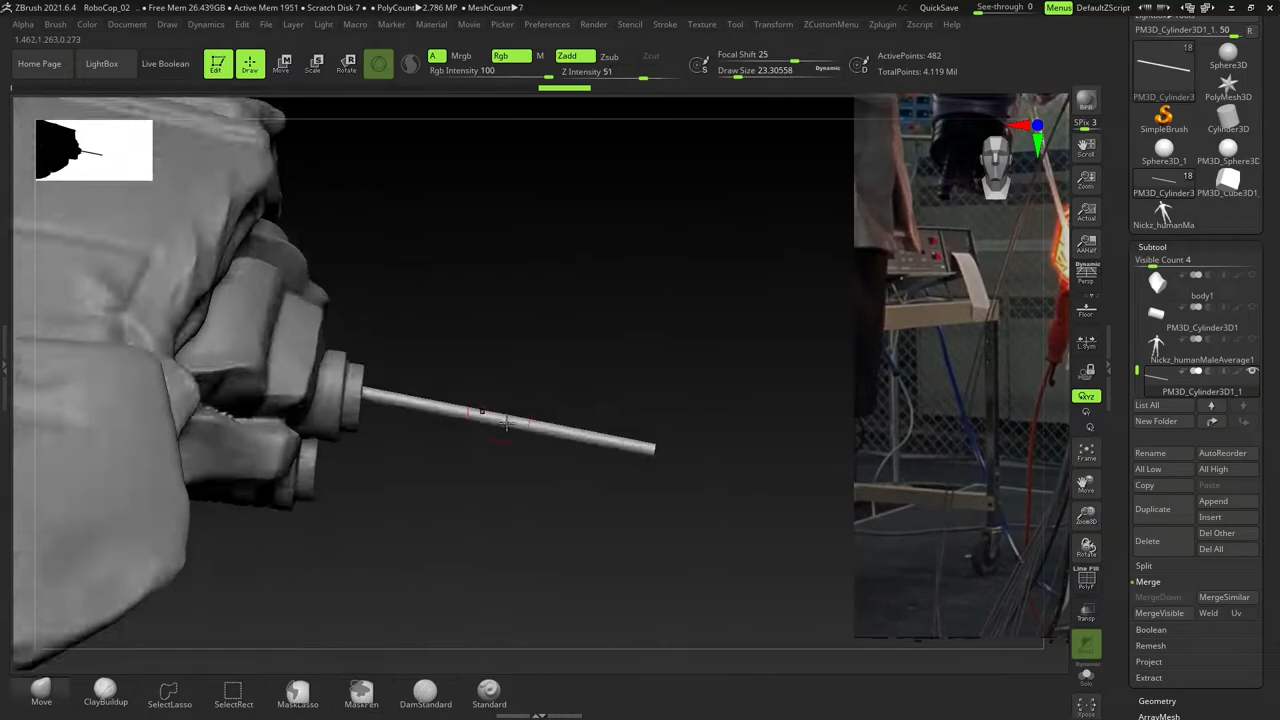 ZBrush 2021.6.4 RoboCop_02 .. • Free Mem 26.439GB • Active Mem 1951 • Scratch Disk 7 • PolyCount▸2.786 MP • MeshCount▸7 AC QuickSave See-through 0 Menus DefaultZScript
Alpha Brush Color Document Draw Dynamics Edit File Layer Light Macro Marker Material Movie Picker Preferences Render Stencil Stroke Texture Tool Transform ZCustomMenu Zplugin Zscript Help
1.462,1.263,0.273
Home Page LightBox Live Boolean Edit Draw Move Scale Rotate A Mrgb Rgb M Zadd Zsub Zcut
Rgb Intensity 100 Z Intensity 51
Focal Shift 25 ActivePoints: 482
Draw Size 23.30558 Dynamic TotalPoints: 4.119 Mil
S D
BPR
SPix 3
Scroll
Zoom
Actual
AAHalf
Dynamic
Persp
Floor
L.Sym
XYZ
Frame
Move
Zoom3D
Rotate
Line Fill
PolyF
Transp
Ghost
Dynamic
Solo
Xpose
PM3D_Cylinder3D1_1. 50 R
18
Sphere3D
PM3D_Cylinder3 PolyMesh3D
SimpleBrush Cylinder3D
Sphere3D_1 PM3D_Sphere3D
18
PM3D_Cylinder3 PM3D_Cube3D1_
Nickz_humanMa
Subtool
Visible Count 4
body1
PM3D_Cylinder3D1
Nickz_humanMaleAverage1
PM3D_Cylinder3D1_1
List All
New Folder
Rename AutoReorder
All Low All High
Copy Paste
Duplicate Append
Insert
Delete Del Other
Del All
Split
Merge
MergeDown MergeSimilar
MergeVisible Weld Uv
Boolean
Remesh
Project
Extract
Geometry
ArrayMesh
Move ClayBuildup SelectLasso SelectRect MaskLasso MaskPen DamStandard Standard